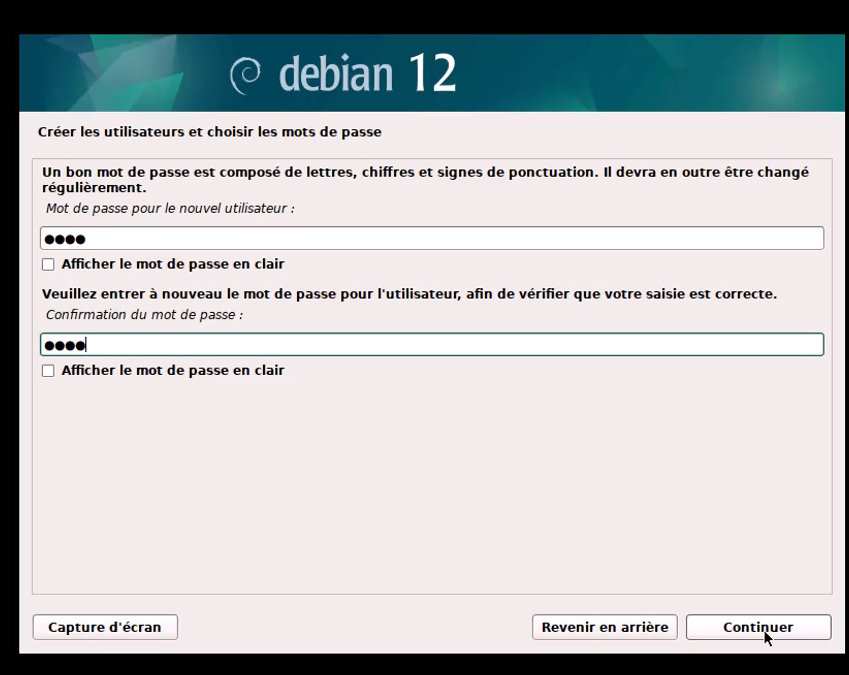 debian 12
Créer les utilisateurs et choisir les mots de passe
Un bon mot de passe est composé de lettres, chiffres et signes de ponctuation. Il devra en outre être changé
régulièrement.
Mot de passe pour le nouvel utilisateur :
●●●●
Afficher le mot de passe en clair
Veuillez entrer à nouveau le mot de passe pour l'utilisateur, afin de vérifier que votre saisie est correcte.
Confirmation du mot de passe :
●●●●
Afficher le mot de passe en clair
Capture d'écran
Revenir en arrière
Continuer